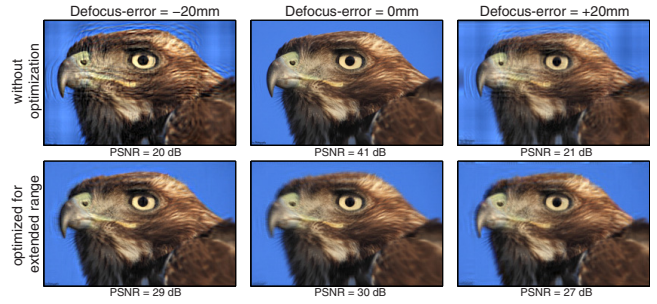 Defocus-error = −20mm
Defocus-error = 0mm
Defocus-error = +20mm
without
optimization
PSNR = 20 dB
PSNR = 41 dB
PSNR = 21 dB
optimized for
extended range
PSNR = 29 dB
PSNR = 30 dB
PSNR = 27 dB